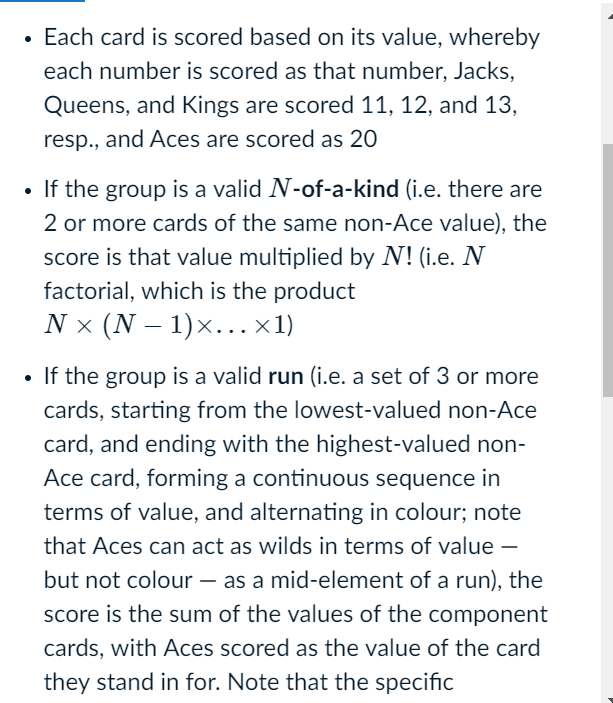 • Each card is scored based on its value, whereby
each number is scored as that number, Jacks,
Queens, and Kings are scored 11, 12, and 13,
resp., and Aces are scored as 20
• If the group is a valid N-of-a-kind (i.e. there are
2 or more cards of the same non-Ace value), the
score is that value multiplied by N! (i.e. N
factorial, which is the product
N × (N − 1)×... ×1)
• If the group is a valid run (i.e. a set of 3 or more
cards, starting from the lowest-valued non-Ace
card, and ending with the highest-valued non-
Ace card, forming a continuous sequence in
terms of value, and alternating in colour; note
that Aces can act as wilds in terms of value —
but not colour — as a mid-element of a run), the
score is the sum of the values of the component
cards, with Aces scored as the value of the card
they stand in for. Note that the specific